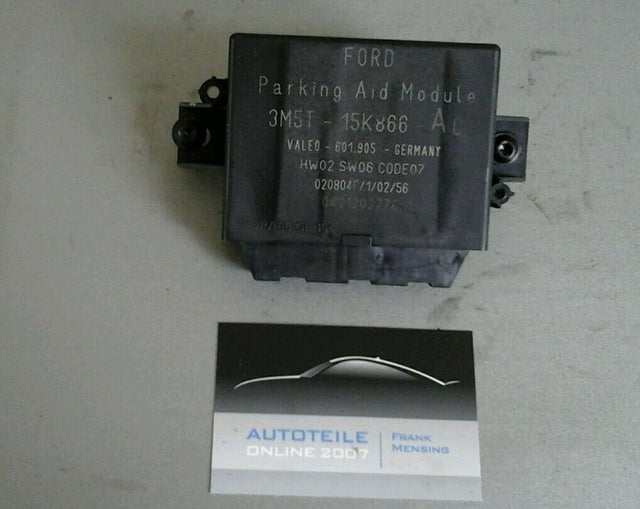 FORD
Parking Aid Module
3M5T - 15K866 - AC
VALEO - 601.905 - GERMANY
HW02 SW06 CODE07
020804F/1/02/56
AUTOTEILE
ONLINE 2007
FRANK
MENSING